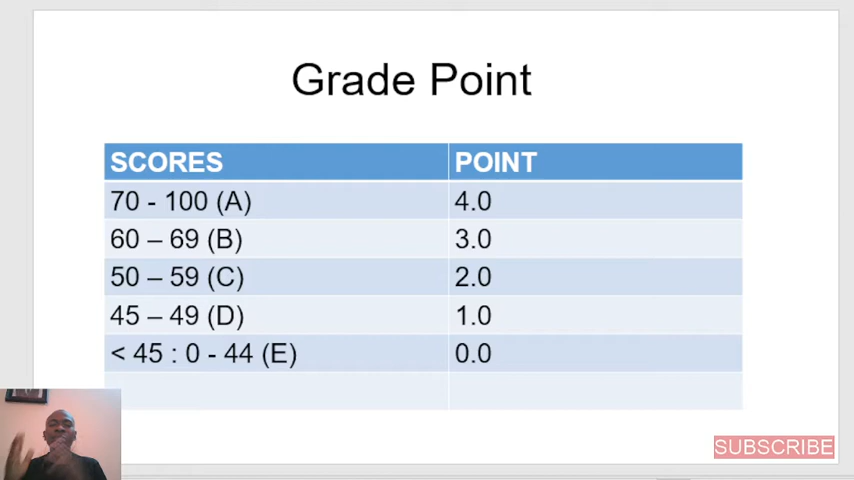 Grade Point
SCORES POINT
70 - 100 (A) 4.0
60 – 69 (B) 3.0
50 – 59 (C) 2.0
45 – 49 (D) 1.0
< 45 : 0 - 44 (E) 0.0
SUBSCRIBE